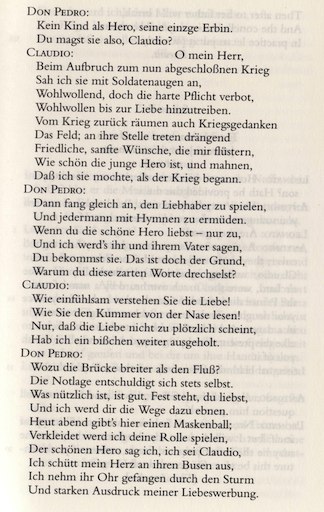 DON PEDRO:
Kein Kind als Hero, seine einzge Erbin.
Du magst sie also, Claudio?
CLAUDIO: O mein Herr,
Beim Aufbruch zum nun abgeschloßnen Krieg
Sah ich sie mit Soldatenaugen an,
Wohlwollend, doch die harte Pflicht verbot,
Wohlwollen bis zur Liebe hinzutreiben.
Vom Krieg zurück räumen auch Kriegsgedanken
Das Feld; an ihre Stelle treten drängend
Friedliche, sanfte Wünsche, die mir flüstern,
Wie schön die junge Hero ist, und mahnen,
Daß ich sie mochte, als der Krieg begann.
DON PEDRO:
Dann fang gleich an, den Liebhaber zu spielen,
Und jedermann mit Hymnen zu ermüden.
Wenn du die schöne Hero liebst – nur zu,
Und ich werd's ihr und ihrem Vater sagen,
Du bekommst sie. Das ist doch der Grund,
Warum du diese zarten Worte drechselst?
CLAUDIO:
Wie einfühlsam verstehen Sie die Liebe!
Wie Sie den Kummer von der Nase lesen!
Nur, daß die Liebe nicht zu plötzlich scheint,
Hab ich ein bißchen weiter ausgeholt.
DON PEDRO:
Wozu die Brücke breiter als den Fluß?
Die Notlage entschuldigt sich stets selbst.
Was nützlich ist, ist gut. Fest steht, du liebst,
Und ich werd dir die Wege dazu ebnen.
Heut abend gibt's hier einen Maskenball;
Verkleidet werd ich deine Rolle spielen,
Der schönen Hero sag ich, ich sei Claudio,
Ich schütt mein Herz an ihren Busen aus,
Ich nehm ihr Ohr gefangen durch den Sturm
Und starken Ausdruck meiner Liebeswerbung.